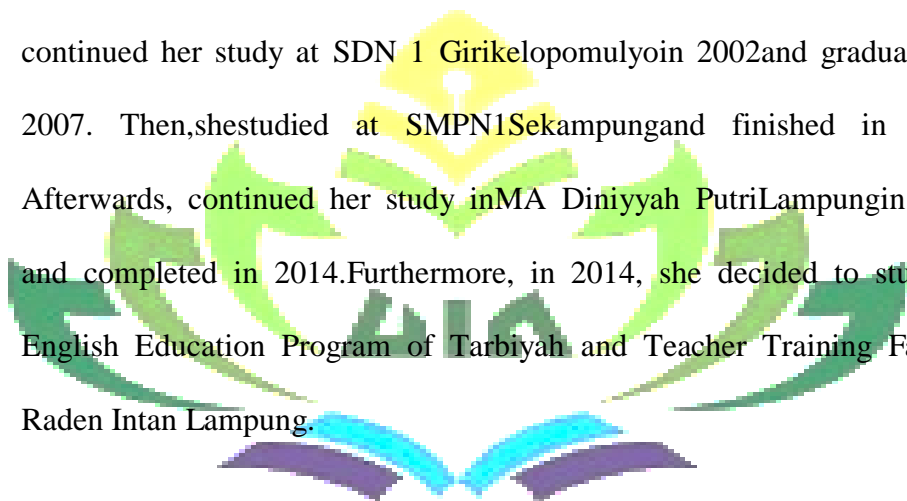 continued her study at SDN 1 Girikelopomulyoin 2002and gradua
2007. Then,shestudied at SMPN1Sekampungand finished in
Afterwards, continued her study inMA Diniyyah PutriLampungin
and completed in 2014.Furthermore, in 2014, she decided to stu
English Education Program of Tarbiyah and Teacher Training Fa
Raden Intan Lampung.